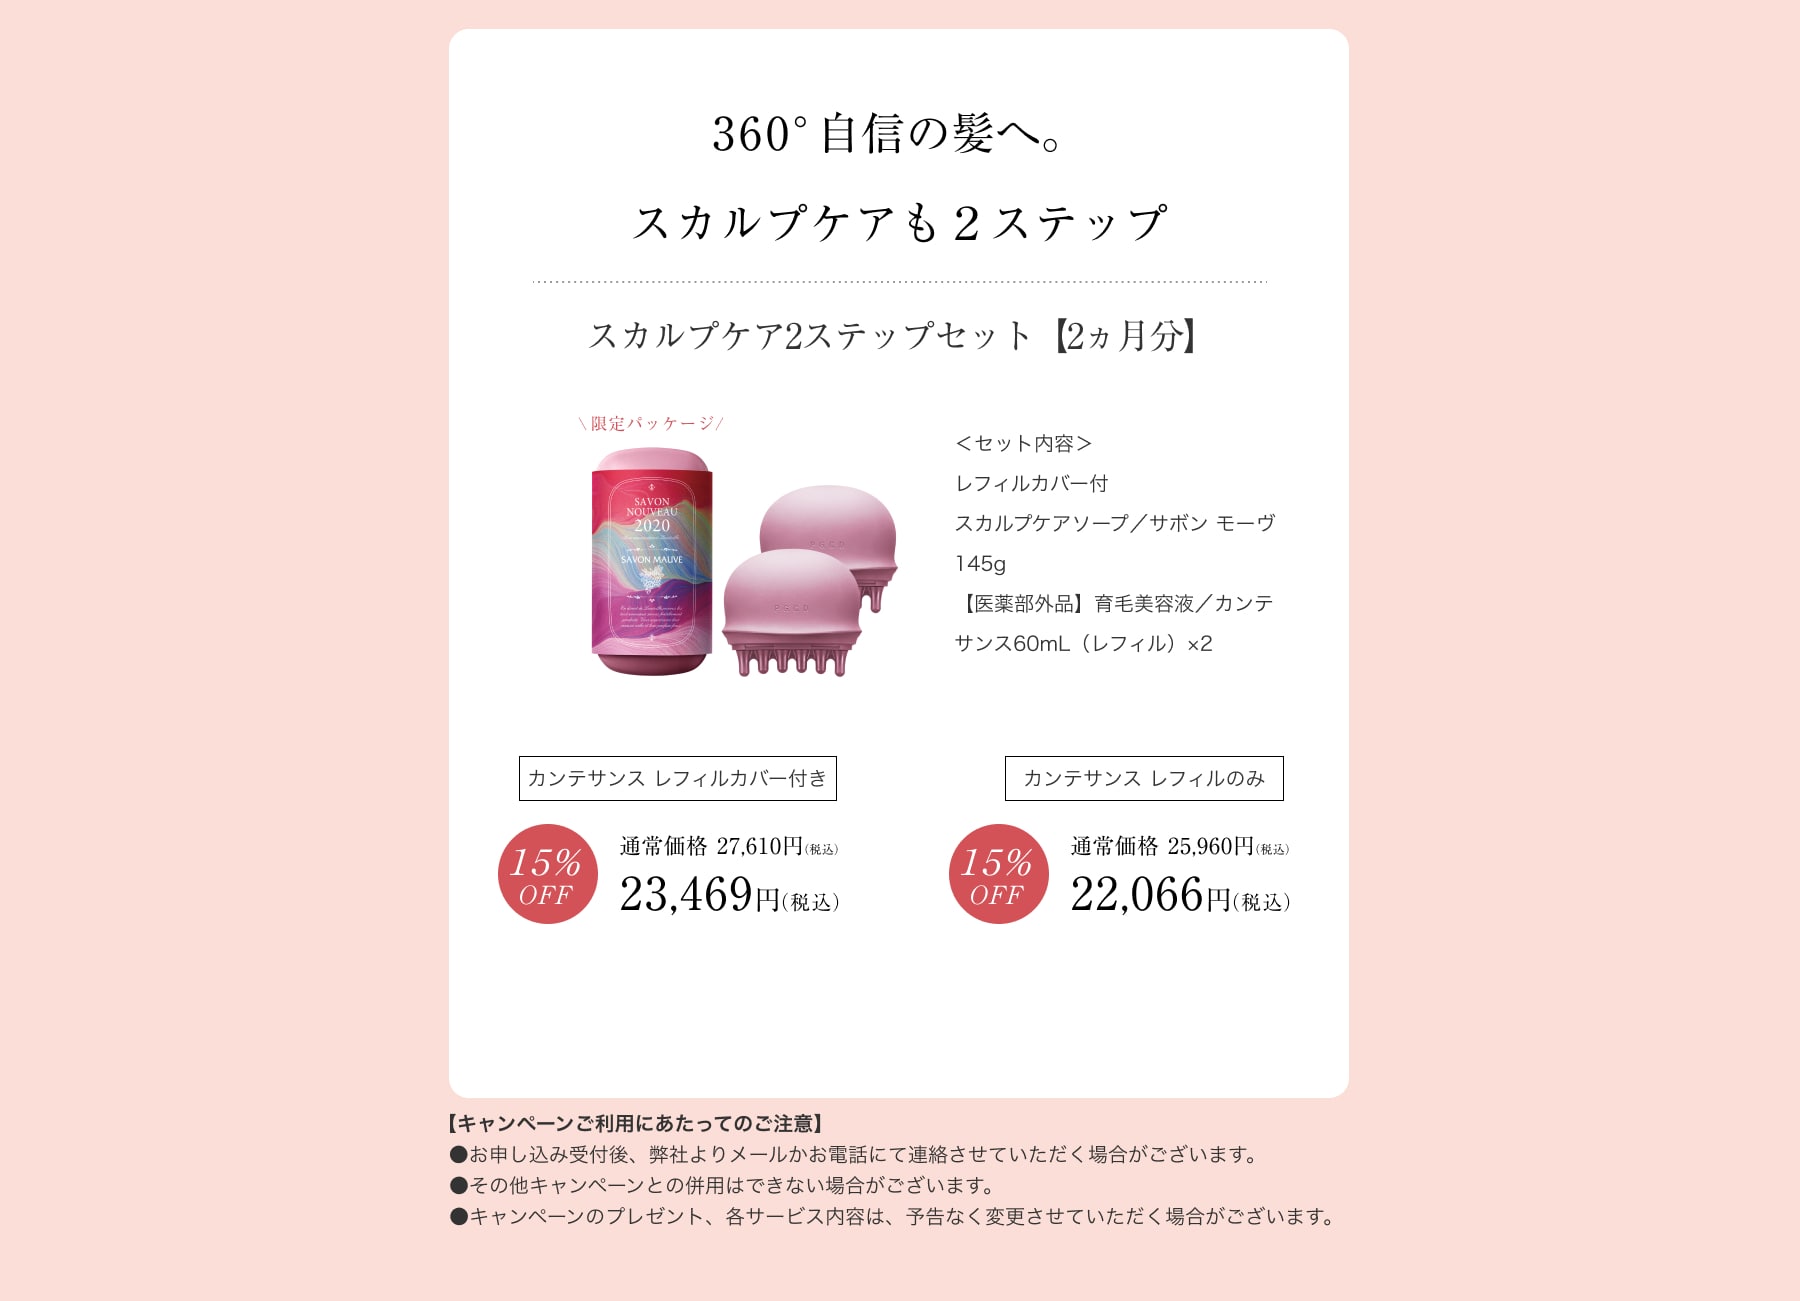 360°自信の髪へ。
スカルプケアも2ステップ
スカルプケア2ステップセット【2ヵ月分】
\限定パッケージ/
SAVON
NOUVEAU
2020
SAVON MAUVE
PGCD
PGCD
＜セット内容＞
レフィルカバー付
スカルプケアソープ／サボン モーヴ
145g
【医薬部外品】育毛美容液／カンテ
サンス60mL（レフィル）×2
カンテサンス レフィルカバー付き
15%
OFF
通常価格 27,610円(税込)
23,469円(税込)
カンテサンス レフィルのみ
15%
OFF
通常価格 25,960円(税込)
22,066円(税込)
【キャンペーンご利用にあたってのご注意】
●お申し込み受付後、弊社よりメールかお電話にて連絡させていただく場合がございます。
●その他キャンペーンとの併用はできない場合がございます。
●キャンペーンのプレゼント、各サービス内容は、予告なく変更させていただく場合がございます。